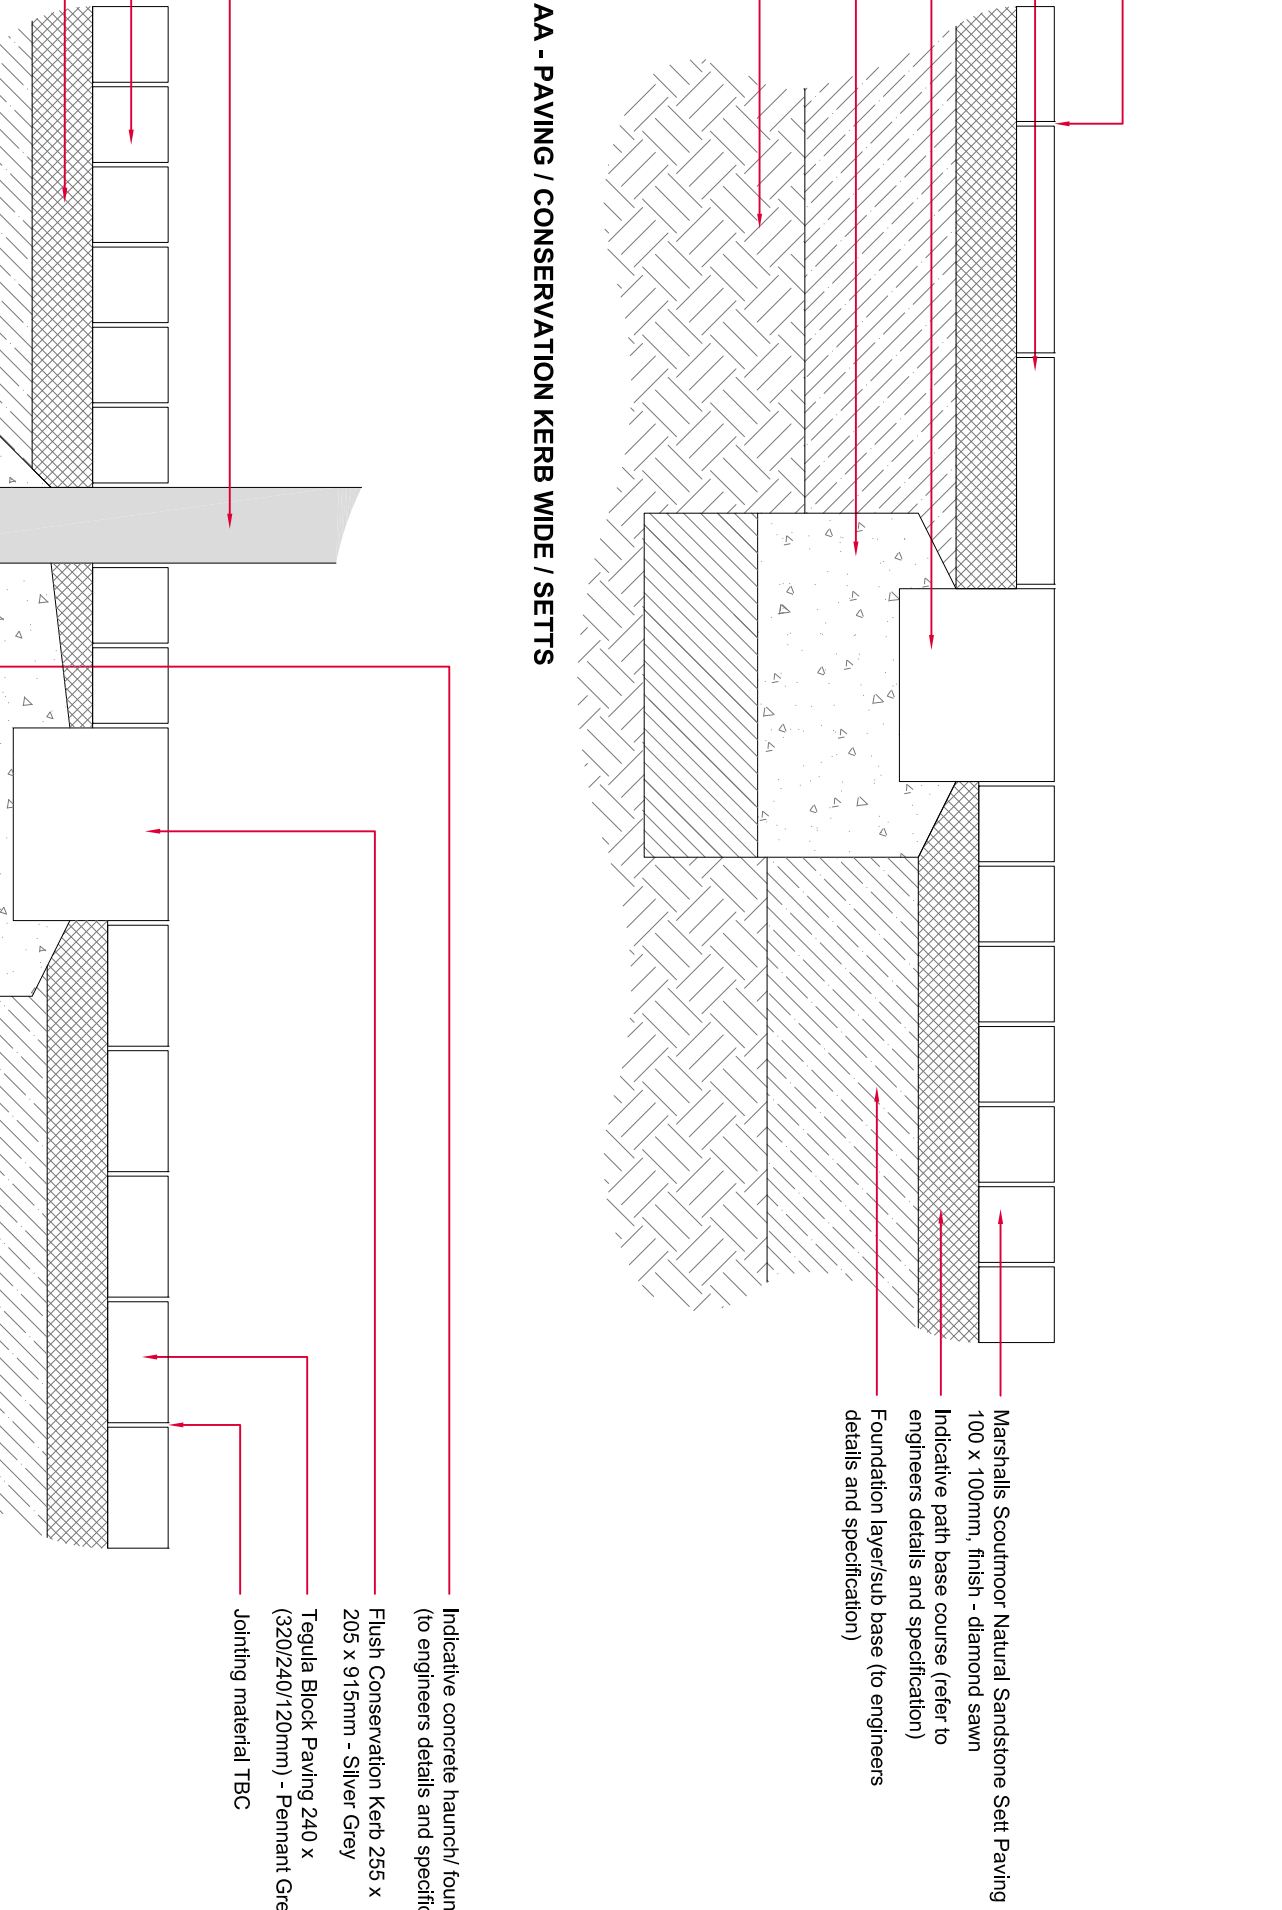 Marshalls Scoutmoor Natural Sandstone Sett Paving
100 x 100mm, finish - diamond sawn
Indicative path base course (refer to
engineers details and specification)
Foundation layer/sub base (to engineers
details and specification)
AA - PAVING / CONSERVATION KERB WIDE / SETTS
Indicative concrete haunch/ foun
(to engineers details and specific
Flush Conservation Kerb 255 x
205 x 915mm - Silver Grey
Tegula Block Paving 240 x
(320/240/120mm) - Pennant Gre
Jointing material TBC